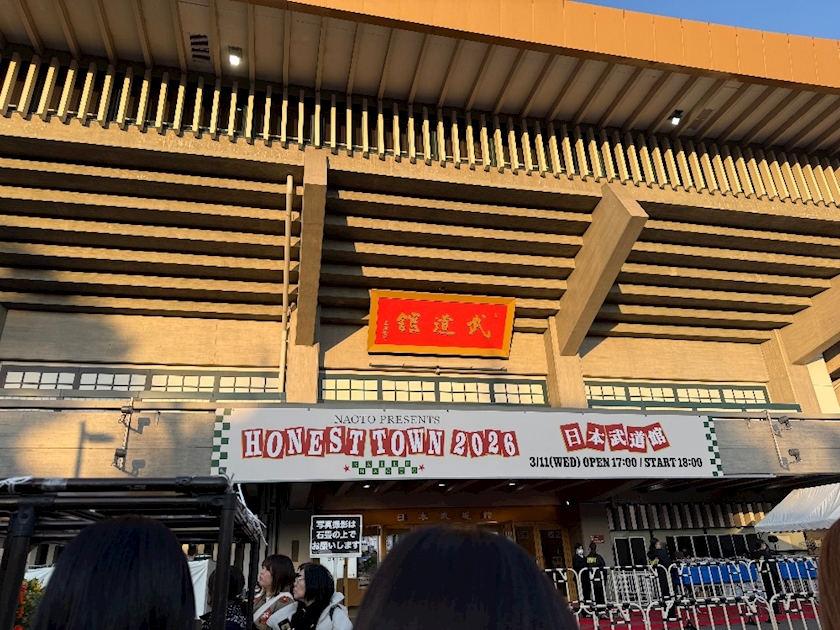 武道館
NAOTO PRESENTS
HONEST TOWN 2026
日本武道館
3/11(WED) OPEN 17:00 / START 18:00
日本武道館
写真撮影は
石畳の上で
お願いします